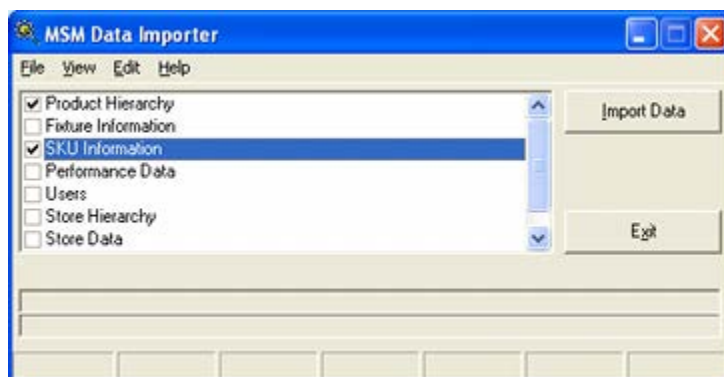 MSM Data Importer
File View Edit Help
Product Hierarchy
Fixture Information
SKU Information
Performance Data
Users
Store Hierarchy
Store Data
Import Data
Exit